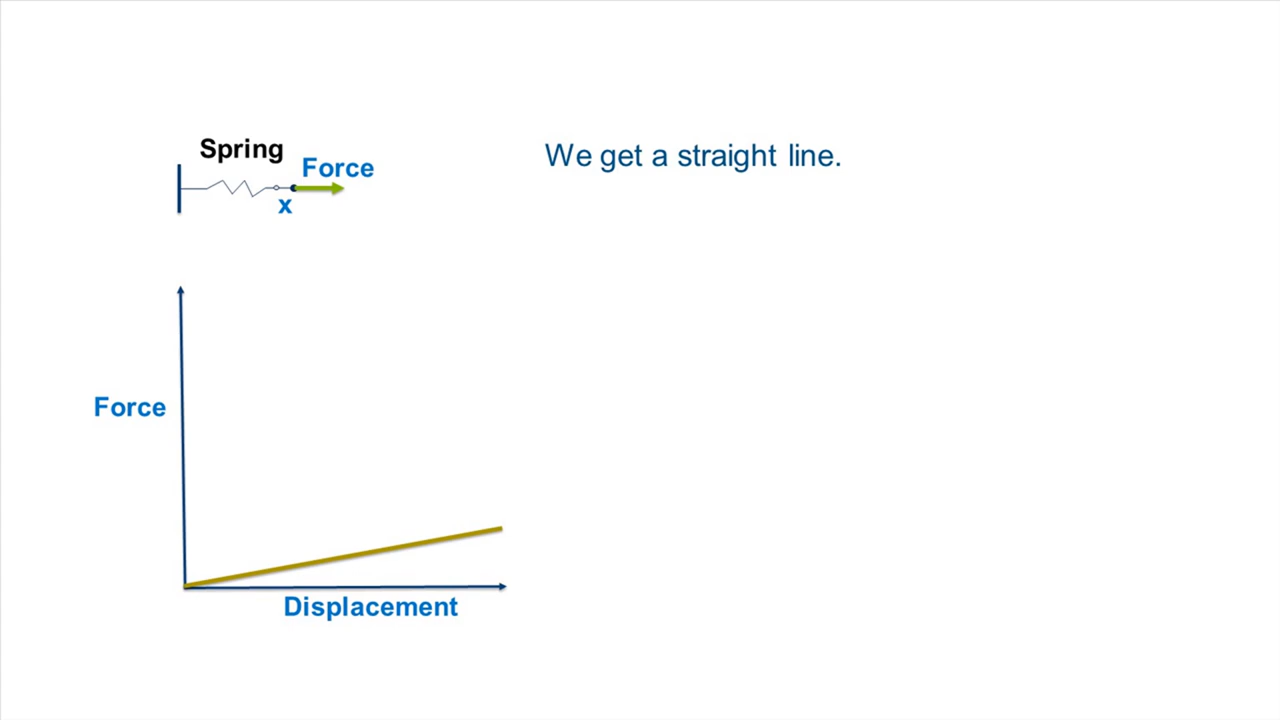 Spring
Force
x
We get a straight line.
Force
Displacement